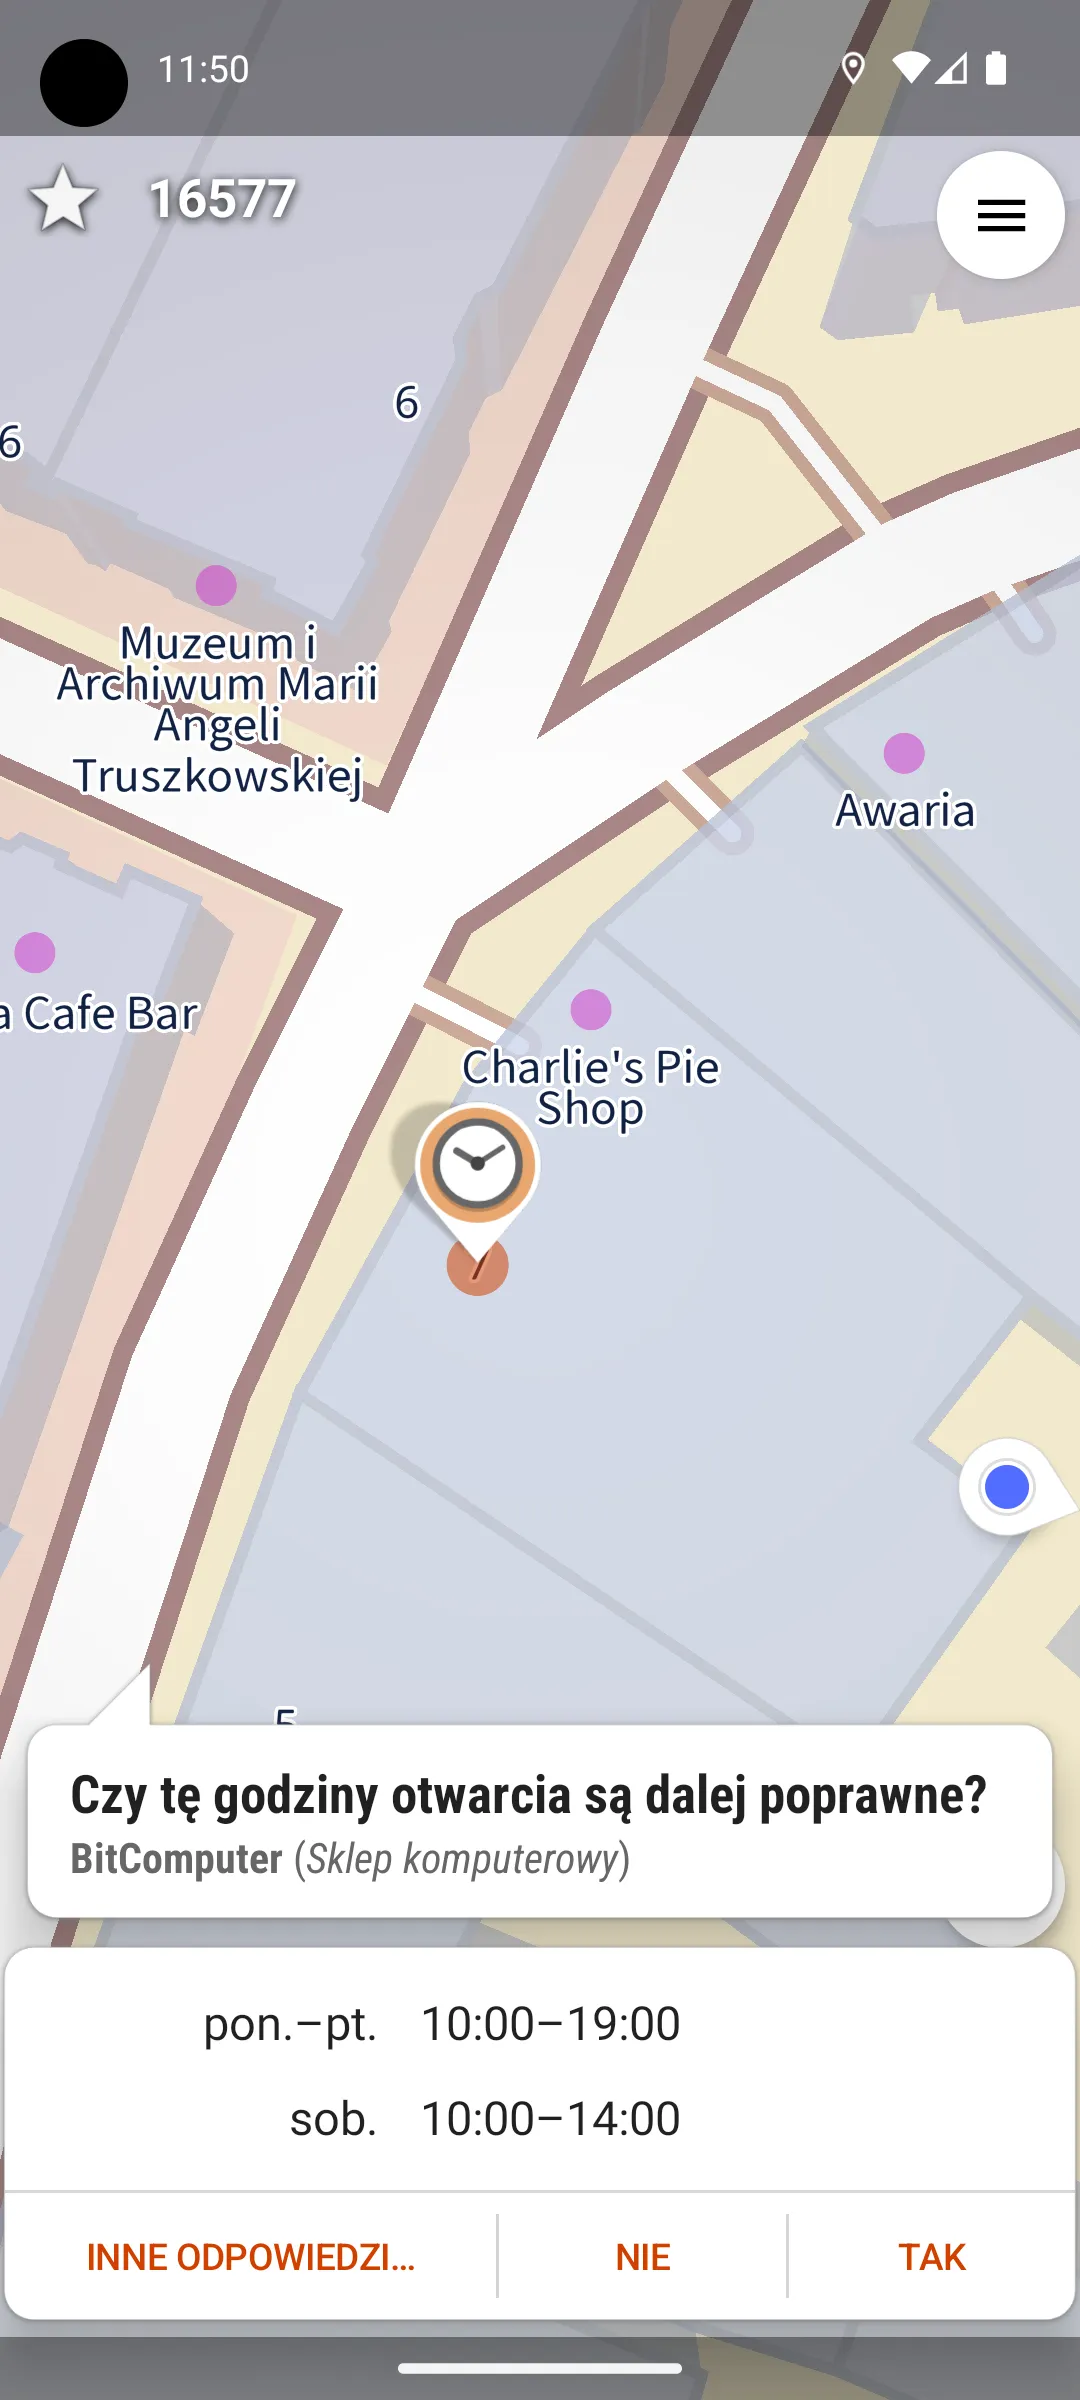 11:50
16577
6
6
Muzeum i
Archiwum Marii
Angeli
Truszkowskiej
Awaria
a Cafe Bar
Charlie's Pie
Shop
7
5
Czy tę godziny otwarcia są dalej poprawne?
BitComputer (Sklep komputerowy)
pon.–pt. 10:00–19:00
sob. 10:00–14:00
INNE ODPOWIEDZI...
NIE
TAK